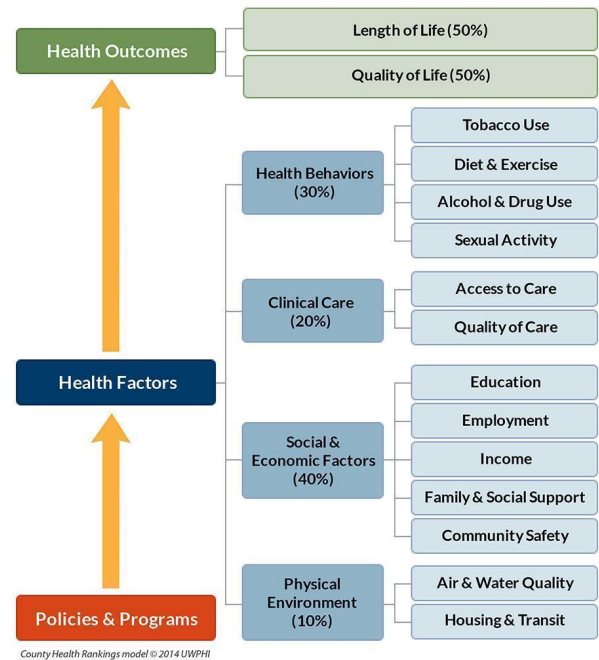 Health Outcomes
Length of Life (50%)
Quality of Life (50%)
Health Factors
Health Behaviors
(30%)
Tobacco Use
Diet & Exercise
Alcohol & Drug Use
Sexual Activity
Clinical Care
(20%)
Access to Care
Quality of Care
Social &
Economic Factors
(40%)
Education
Employment
Income
Family & Social Support
Community Safety
Physical
Environment
(10%)
Air & Water Quality
Housing & Transit
Policies & Programs
County Health Rankings model © 2014 UWPHI